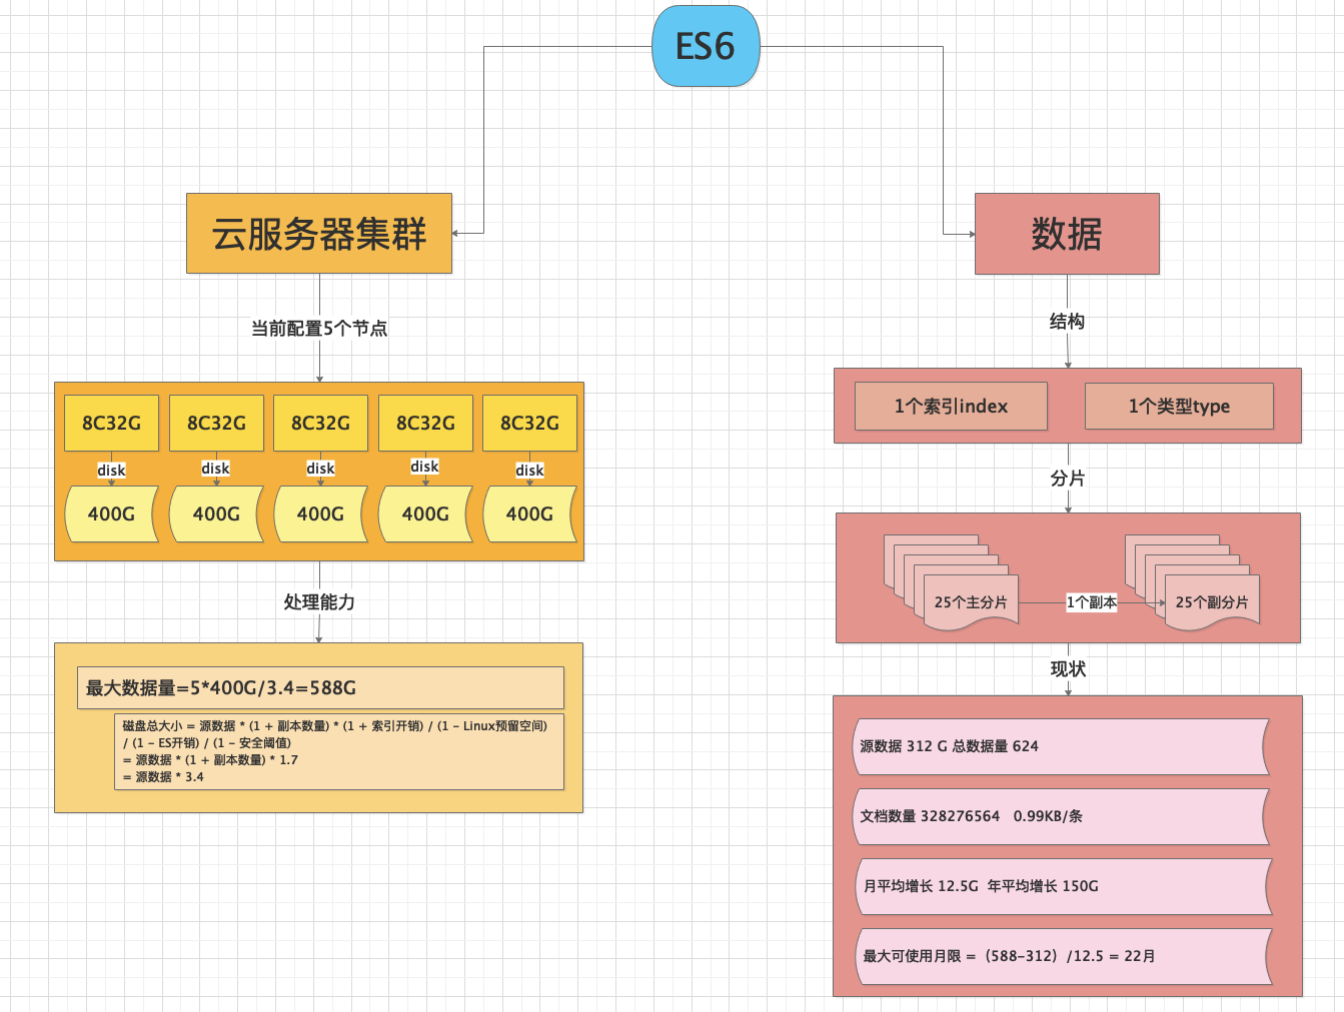 ES6
云服务器集群
当前配置5个节点
8C32G
8C32G
8C32G
8C32G
8C32G
disk
disk
disk
disk
disk
400G
400G
400G
400G
400G
处理能力
最大数据量=5*400G/3.4=588G
磁盘总大小 = 源数据 * (1 + 副本数量) * (1 + 索引开销) / (1 - Linux预留空间)
/ (1 - ES开销) / (1 - 安全阈值)
= 源数据 * (1 + 副本数量) * 1.7
= 源数据 * 3.4
数据
结构
1个索引index
1个类型type
分片
25个主分片
1个副本
25个副分片
现状
源数据 312 G 总数据量 624
文档数量 328276564 0.99KB/条
月平均增长 12.5G 年平均增长 150G
最大可使用月限 =（588-312）/12.5 = 22月